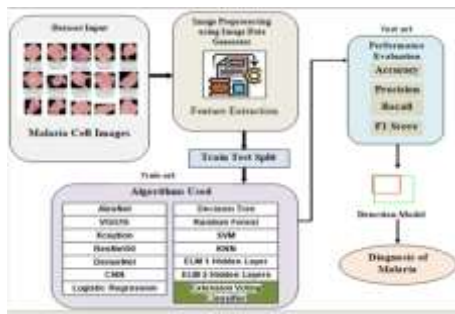 Dataset Input
Malaria Cell Images
Image Preprocessing
using Image Data
Generator
Feature Extraction
Train Test Split
Train set
Algorithm Used
AlexNet
VGG16
Xception
ResNet50
DenseNet
CNN
Logistic Regression
Decision Tree
Random Forest
SVM
KNN
ELM 1 Hidden Layer
ELM 2 Hidden Layers
Extension Voting
Classifier
Test set
Performance
Evaluation
Accuracy
Precision
Recall
F1 Score
Detection Model
Diagnosis of
Malaria